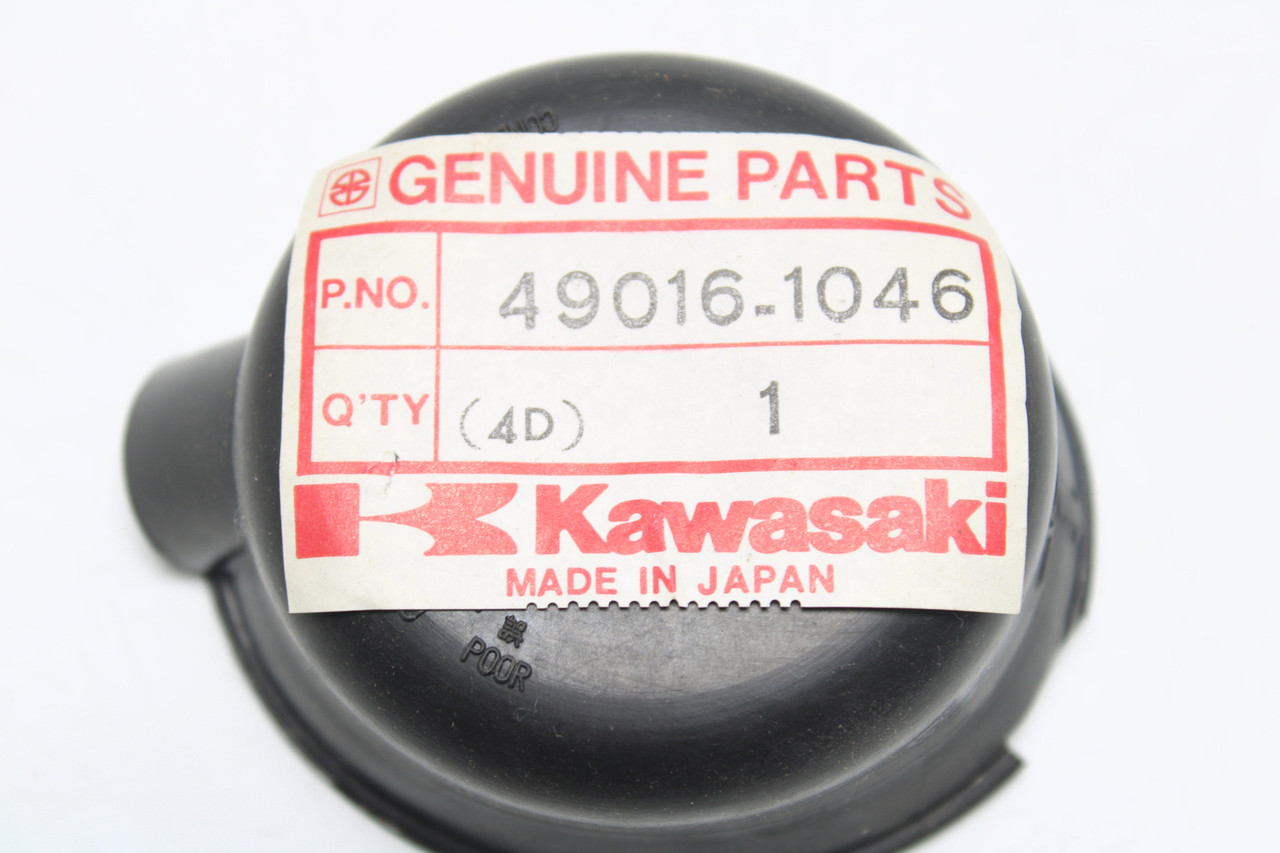 GENUINE PARTS
P.NO. 49016-1046
Q'TY (4D) 1
Kawasaki
MADE IN JAPAN
POOR